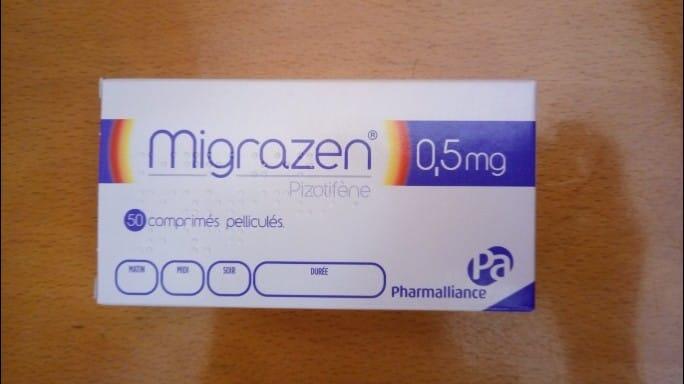 Migrazen®
0,5mg
Pizotifène
50 comprimés pelliculés.
MATIN MIDI SOIR DURÉE
Pa
Pharmalliance